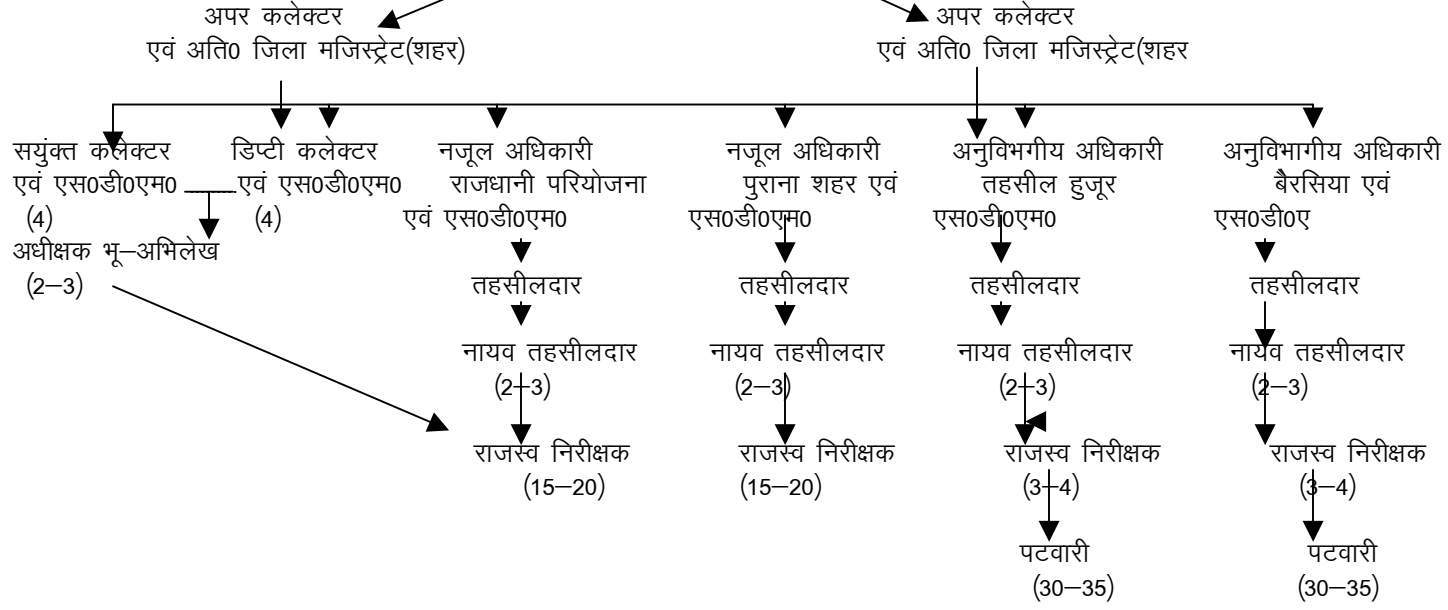 अपर कलेक्टर अपर कलेक्टर
एवं अति0 जिला मजिस्ट्रेट(शहर) एवं अति0 जिला मजिस्ट्रेट(शहर
सयुंक्त कलेक्टर डिप्टी कलेक्टर नजूल अधिकारी नजूल अधिकारी अनुविभगीय अधिकारी अनुविभागीय अधिकारी
एवं एस0डी0एम0 एवं एस0डी0एम0 राजधानी परियोजना पुराना शहर एवं तहसील हुजूर बैरसिया एवं
(4) (4) एवं एस0डी0एम0 एस0डी0एम0 एस0डी0एम0 एस0डी0ए
अधीक्षक भू–अभिलेख
(2–3) तहसीलदार तहसीलदार तहसीलदार तहसीलदार
नायव तहसीलदार नायव तहसीलदार नायव तहसीलदार नायव तहसीलदार
(2–3) (2–3) (2–3) (2–3)
राजस्व निरीक्षक राजस्व निरीक्षक राजस्व निरीक्षक राजस्व निरीक्षक
(15–20) (15–20) (3–4) (3–4)
पटवारी पटवारी
(30–35) (30–35)